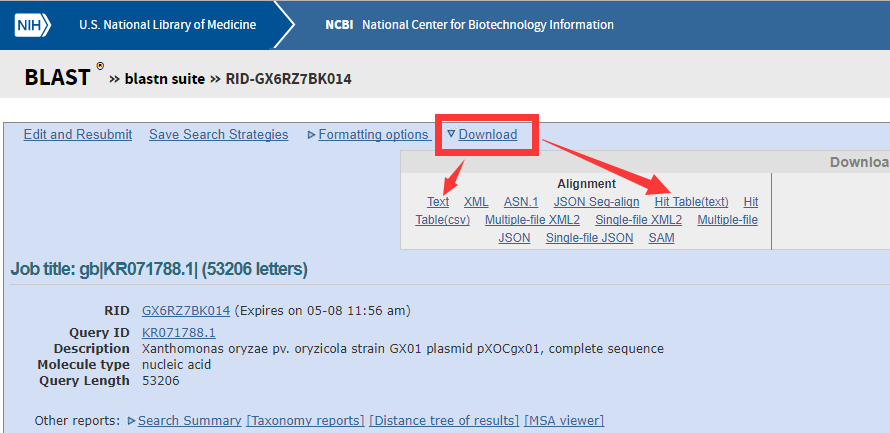 NIH U.S. National Library of Medicine NCBI National Center for Biotechnology Information
BLAST ® » blastn suite » RID-GX6RZ7BK014
Edit and Resubmit Save Search Strategies Formatting options Download
Downloa
Alignment
Text XML ASN.1 JSON Seq-align Hit Table(text) Hit
Table(csv) Multiple-file XML2 Single-file XML2 Multiple-file
JSON Single-file JSON SAM
Job title: gb|KR071788.1| (53206 letters)
RID GX6RZ7BK014 (Expires on 05-08 11:56 am)
Query ID KR071788.1
Description Xanthomonas oryzae pv. oryzicola strain GX01 plasmid pXOCgx01, complete sequence
Molecule type nucleic acid
Query Length 53206
Other reports: Search Summary [Taxonomy reports] [Distance tree of results] [MSA viewer]